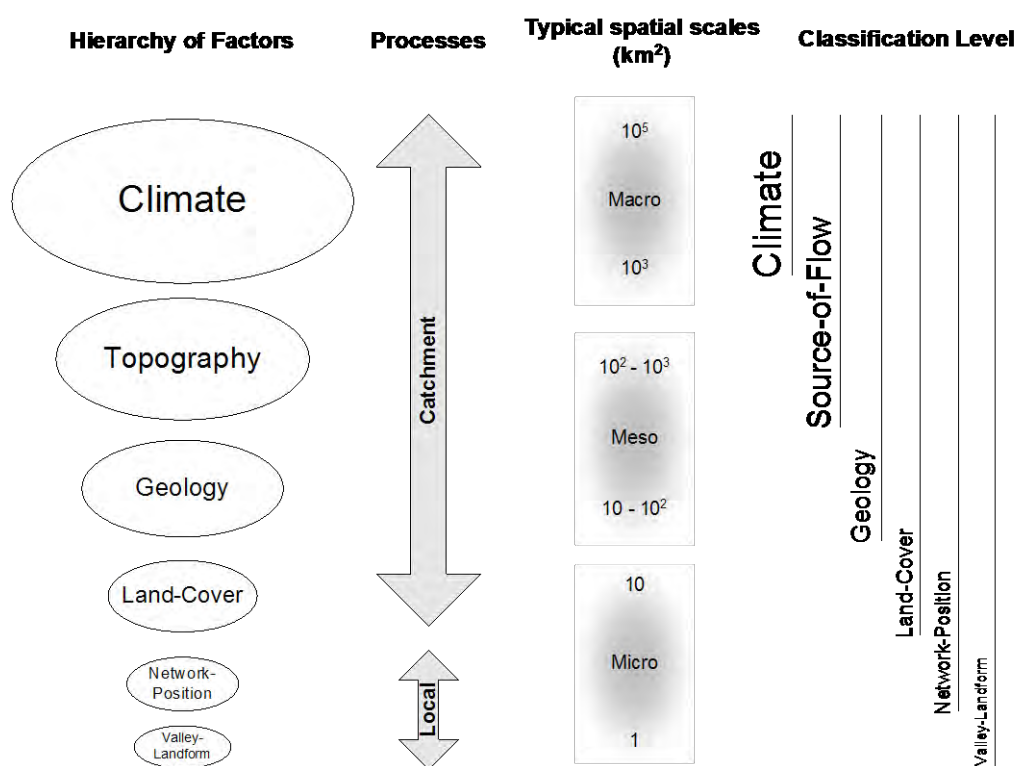 Hierarchy of Factors
Processes
Typical spatial scales
(km²)
Classification Level
Climate
Topography
Geology
Land-Cover
Network-
Position
Valley-
Landform
Catchment
Local
10⁵
Macro
10³
10² - 10³
Meso
10 - 10²
10
Micro
1
Climate
Source-of-Flow
Geology
Land-Cover
Network-Position
Valley-Landform